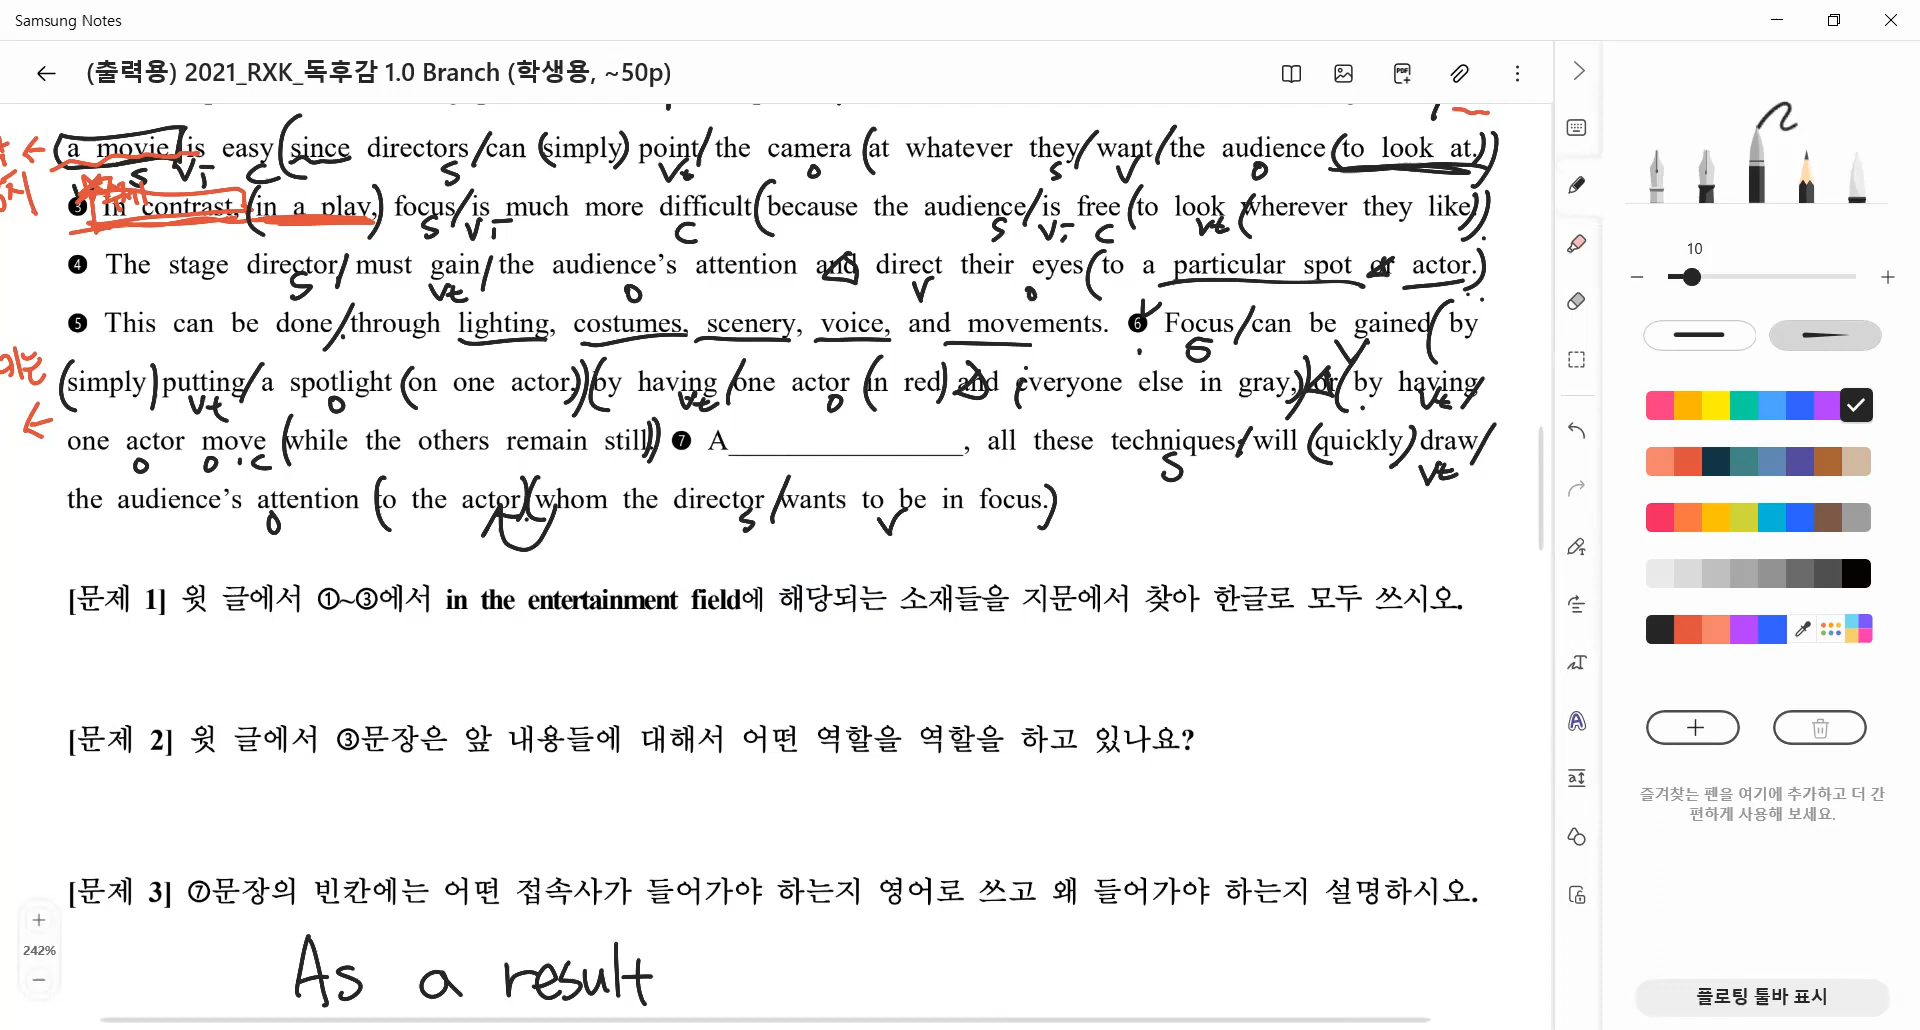 Samsung Notes
(출력용) 2021_RXK_독후감 1.0 Branch (학생용, ~50p)
a movie is easy (since directors / can (simply) point / the camera (at whatever they / want / the audience (to look at.))
S Vi C S Vt O S V O
❸ In contrast, (in a play,) focus / is much more difficult (because the audience / is free (to look (wherever they like.))
S Vi C S Vi C Vt
❹ The stage director / must gain / the audience's attention and direct their eyes (to a particular spot or actor.)
S Vt O V O
❺ This can be done / through lighting, costumes, scenery, voice, and movements. ❻ Focus / can be gained (by
S
(simply) putting / a spotlight (on one actor,)) (by having / one actor (in red) and everyone else in gray,) or (by having /
Vt O Vt O Vt
one actor move (while the others remain still.)) ❼ A________________, all these techniques / will (quickly) draw /
O O.C S Vt
the audience's attention (to the actor) (whom the director / wants to be in focus.)
O S V
[문제 1] 윗 글에서 ①~③에서 in the entertainment field에 해당되는 소재들을 지문에서 찾아 한글로 모두 쓰시오.
[문제 2] 윗 글에서 ③문장은 앞 내용들에 대해서 어떤 역할을 역할을 하고 있나요?
[문제 3] ⑦문장의 빈칸에는 어떤 접속사가 들어가야 하는지 영어로 쓰고 왜 들어가야 하는지 설명하시오.
As a result
242%
10
즐겨찾는 펜을 여기에 추가하고 더 간
편하게 사용해 보세요.
플로팅 툴바 표시